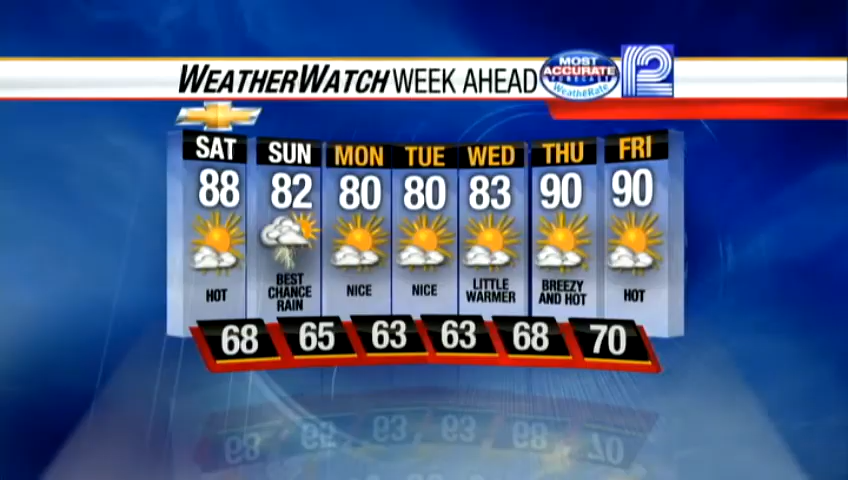 WEATHERWATCH WEEK AHEAD
MOST
ACCURATE
FORECAST
WeatheRate
12
SAT SUN MON TUE WED THU FRI
88 82 80 80 83 90 90
HOT
BEST
CHANCE
RAIN
NICE
NICE
LITTLE
WARMER
BREEZY
AND HOT
HOT
68 65 63 63 68 70